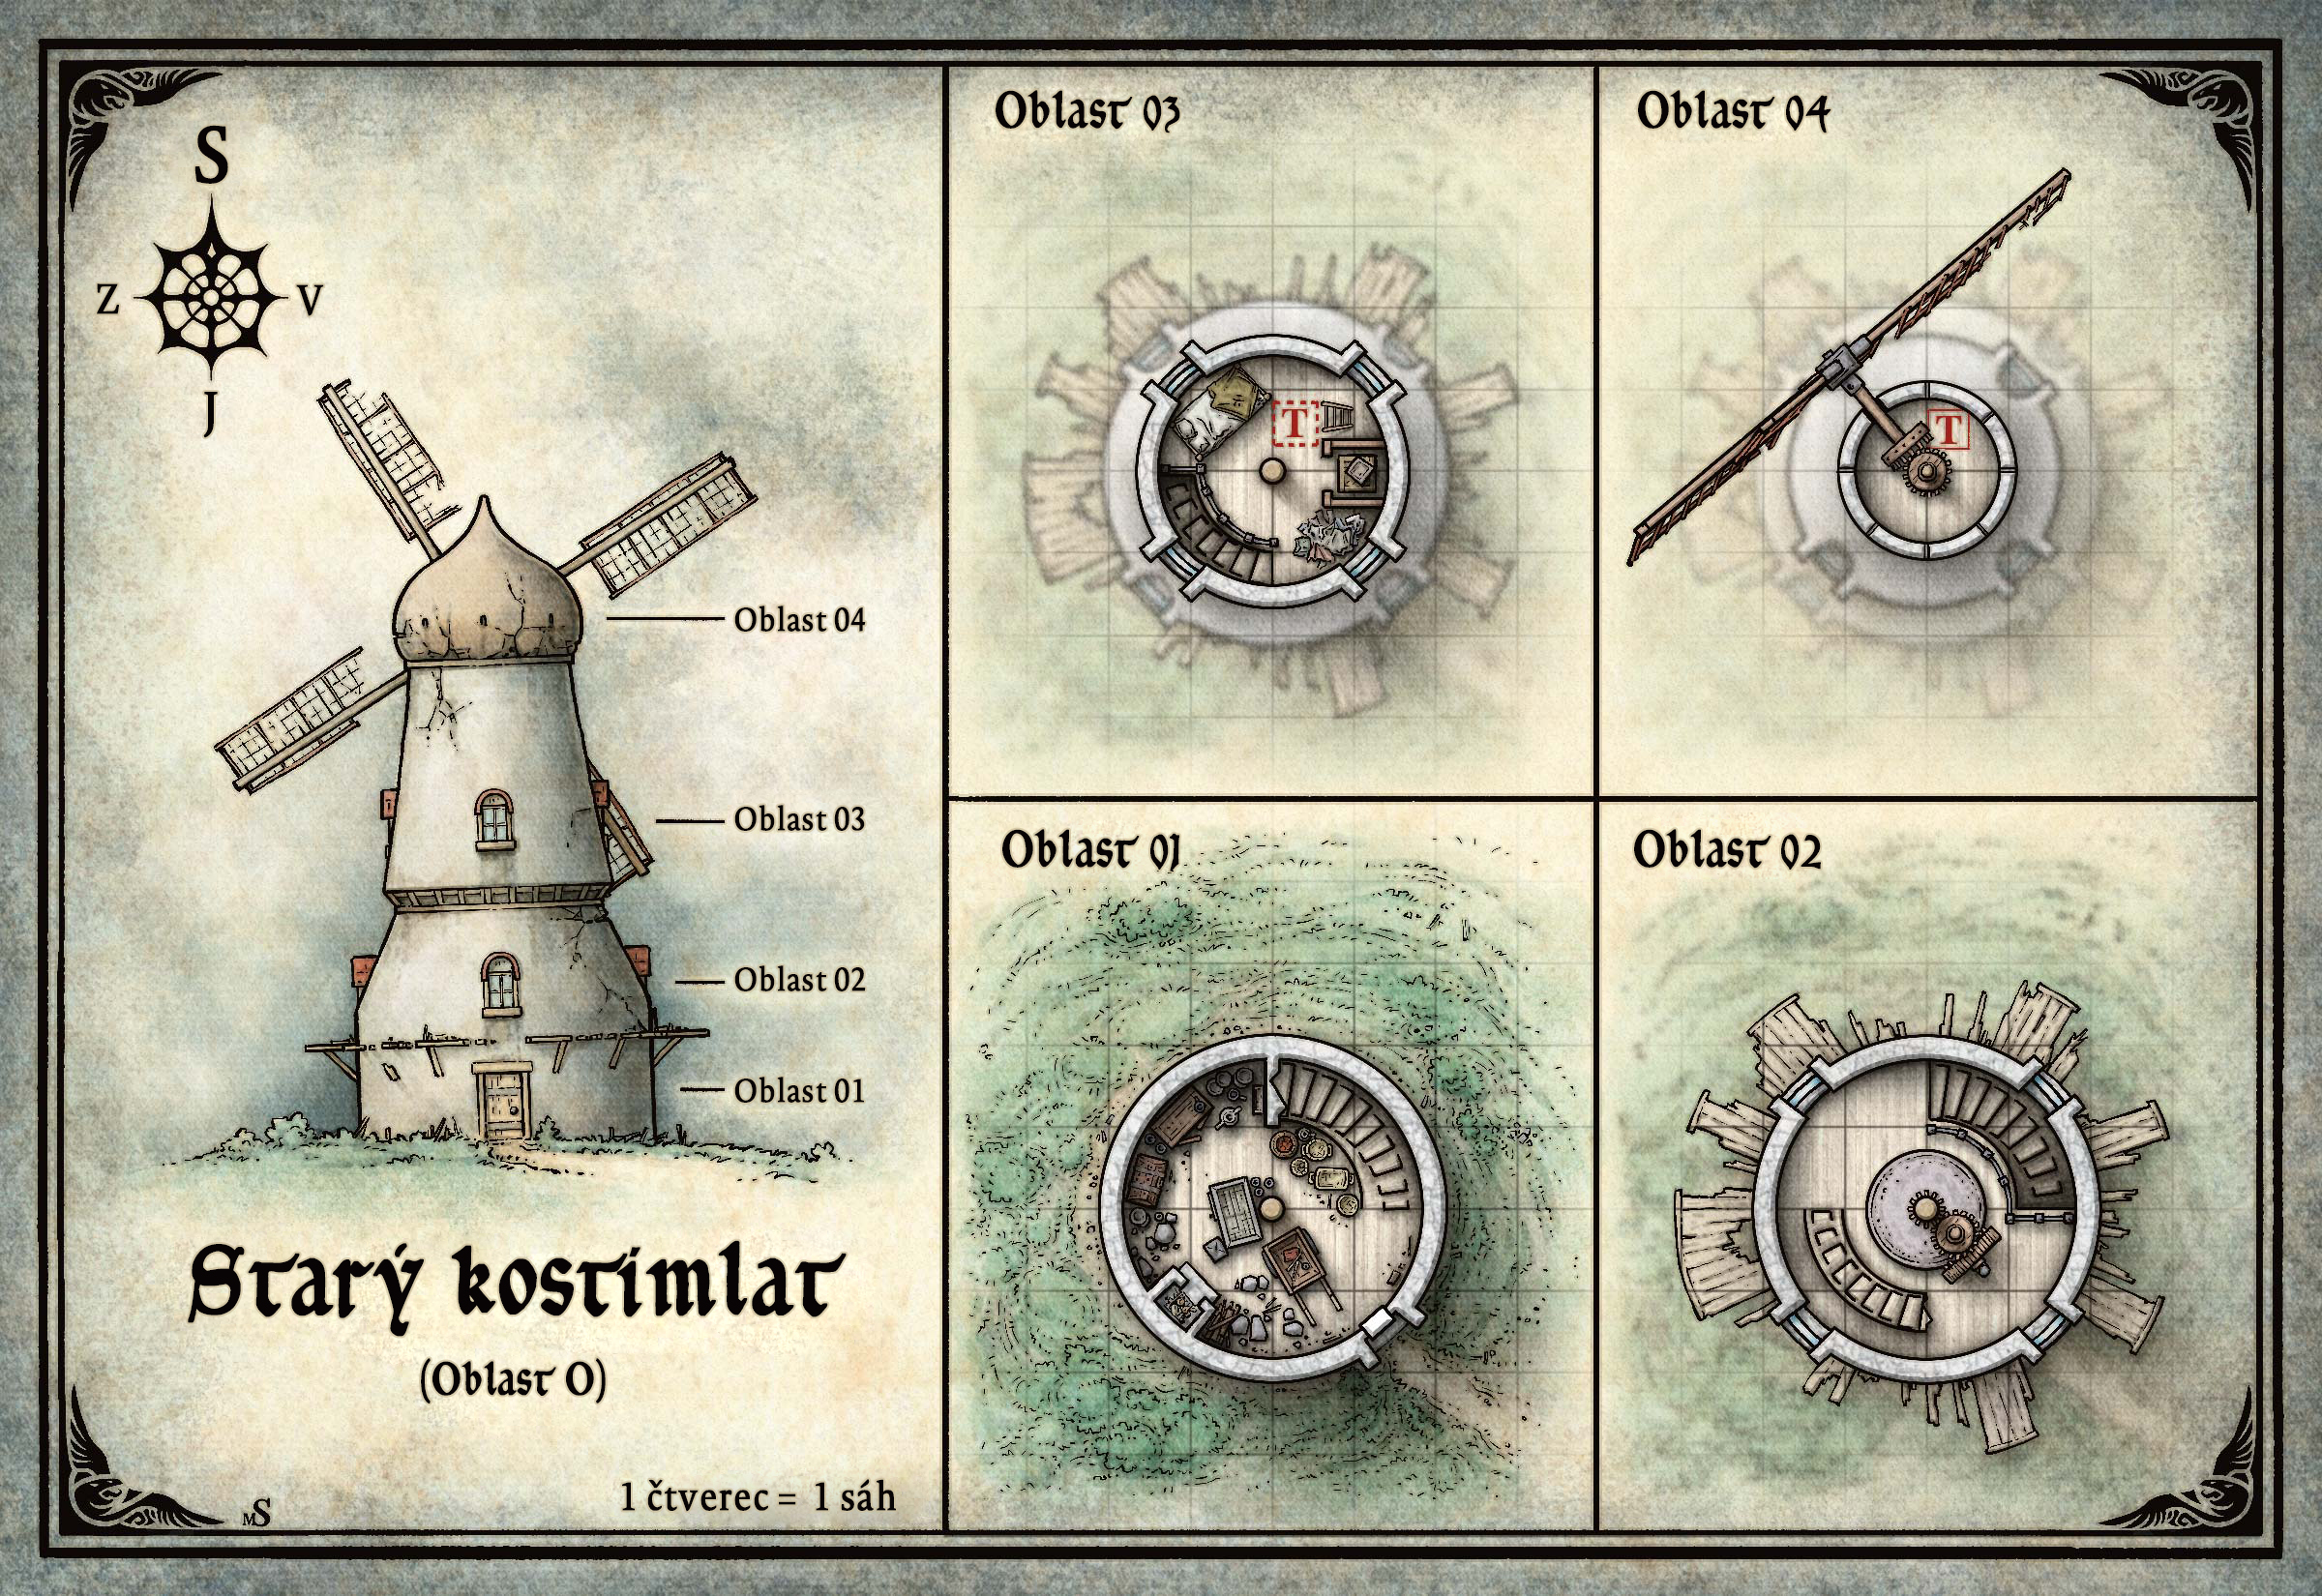 S
Z
V
J
Oblast 04
Oblast 03
Oblast 02
Oblast 01
Starý kostimlat
(Oblast O)
1 čtverec = 1 sáh
MS
Oblast 03
T
Oblast 04
T
Oblast 01
Oblast 02